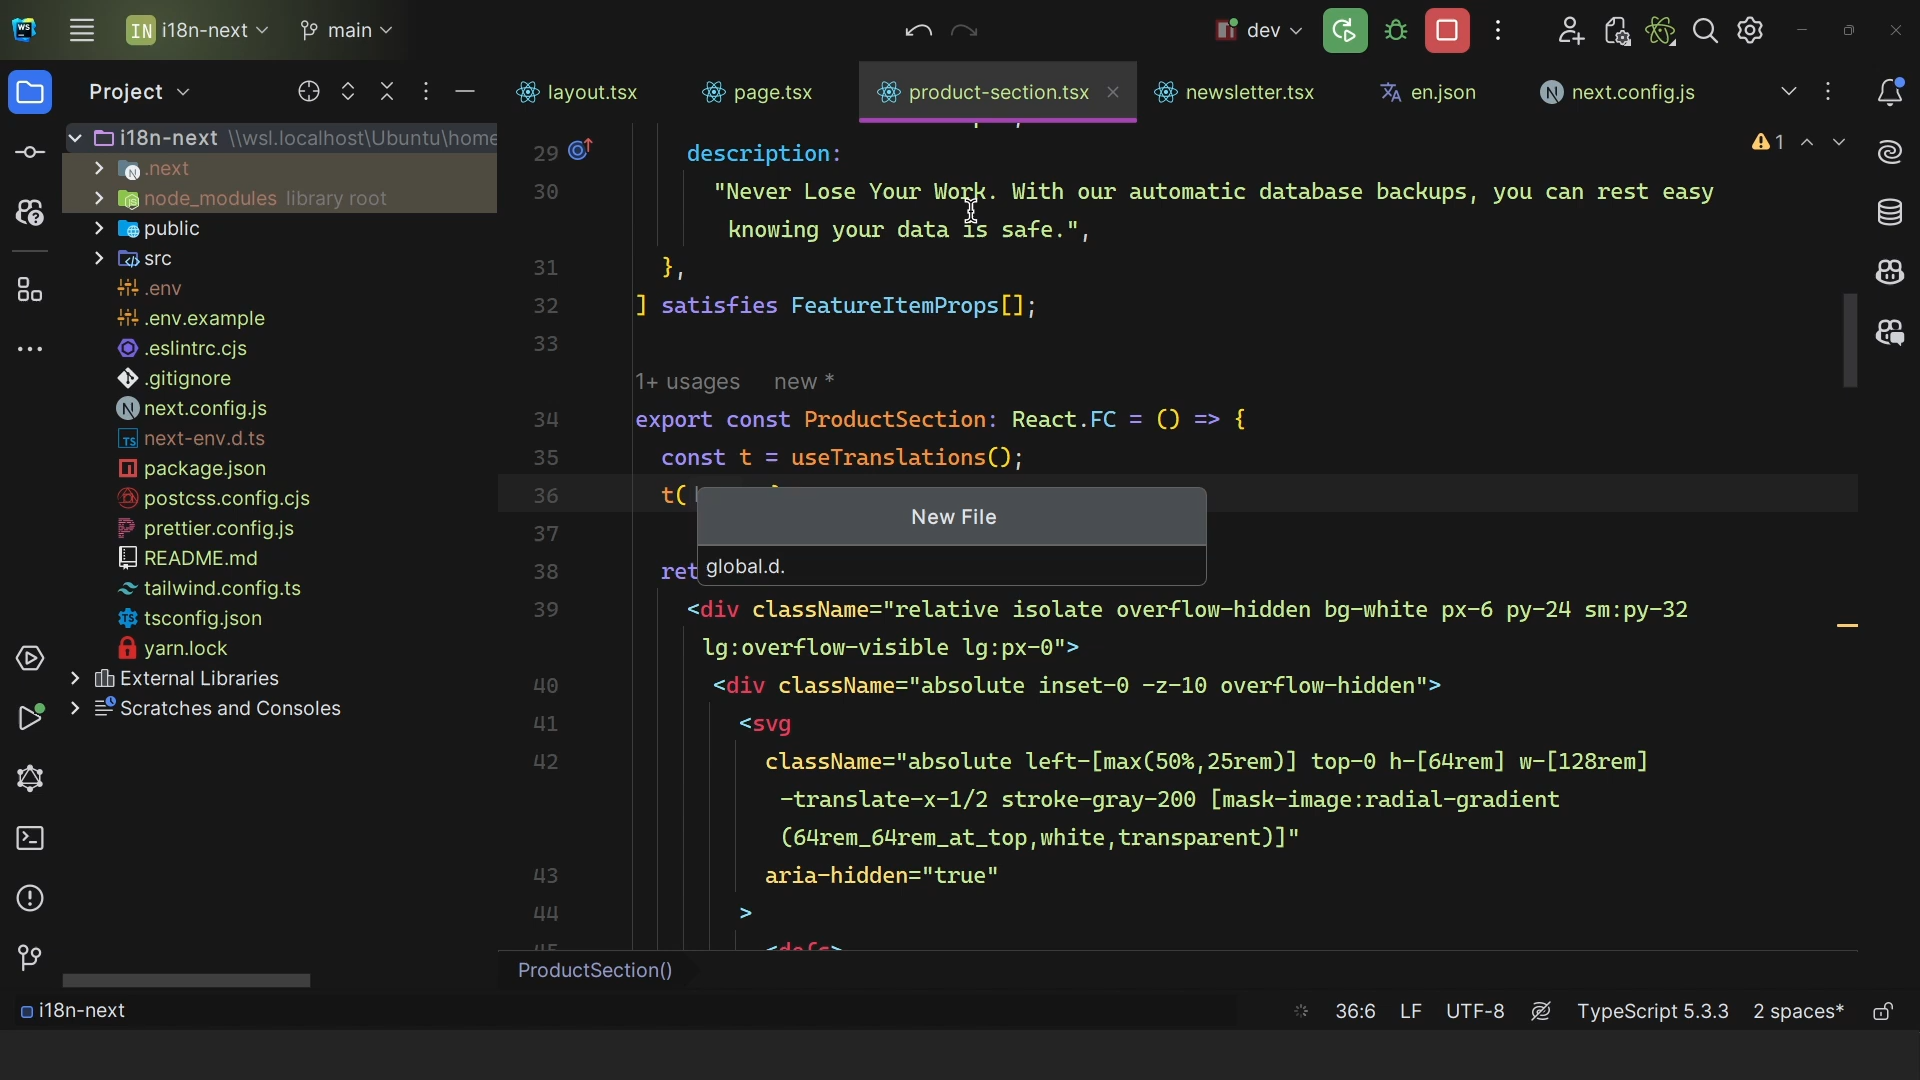 WS
IN i18n-next
main
dev
Project
layout.tsx
page.tsx
product-section.tsx
newsletter.tsx
en.json
next.config.js
i18n-next \\wsl.localhost\Ubuntu\home
.next
node_modules library root
public
src
.env
.env.example
.eslintrc.cjs
.gitignore
next.config.js
next-env.d.ts
package.json
postcss.config.cjs
prettier.config.js
README.md
tailwind.config.ts
tsconfig.json
yarn.lock
External Libraries
Scratches and Consoles
1
29 description:
30 "Never Lose Your Work. With our automatic database backups, you can rest easy
knowing your data is safe.",
31 },
32 ] satisfies FeatureItemProps[];
33
1+ usages new *
34 export const ProductSection: React.FC = () => {
35 const t = useTranslations();
36 t(
37
38 ret
New File
global.d.
39 <div className="relative isolate overflow-hidden bg-white px-6 py-24 sm:py-32
lg:overflow-visible lg:px-0">
40 <div className="absolute inset-0 -z-10 overflow-hidden">
41 <svg
42 className="absolute left-[max(50%,25rem)] top-0 h-[64rem] w-[128rem]
-translate-x-1/2 stroke-gray-200 [mask-image:radial-gradient
(64rem_64rem_at_top,white,transparent)]"
43 aria-hidden="true"
44 >
45 <defs>
ProductSection()
i18n-next
36:6 LF UTF-8 TypeScript 5.3.3 2 spaces*